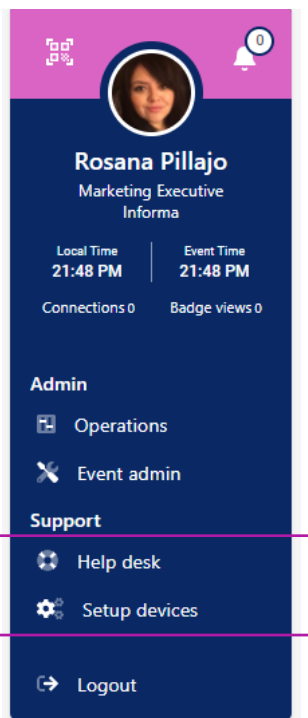 0
Rosana Pillajo
Marketing Executive
Informa
Local Time
Event Time
21:48 PM
21:48 PM
Connections 0
Badge views 0
Admin
Operations
Event admin
Support
Help desk
Setup devices
Logout